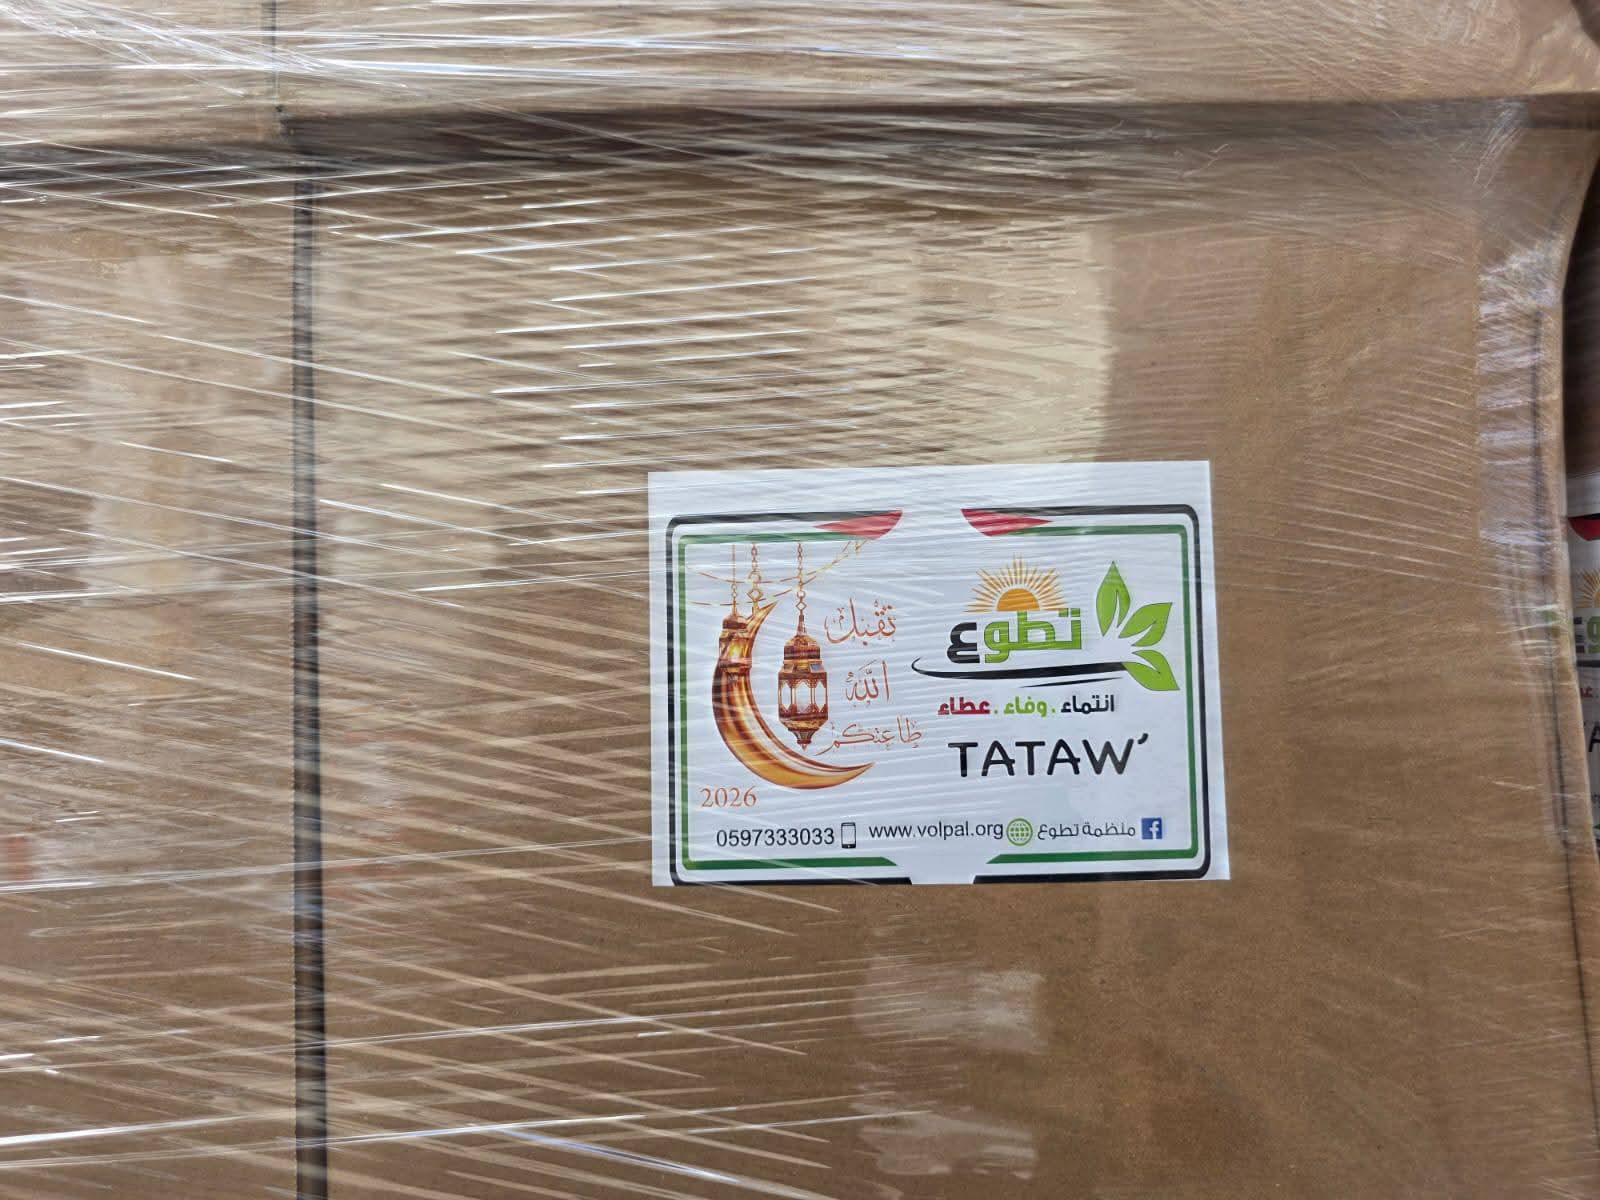 تقبل
الله
طاعتكم
2026
تطوع
انتماء . وفاء . عطاء
TATAW'
منظمة تطوع
www.volpal.org
0597333033